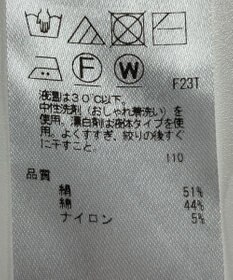 F
W
F23T
液温は30℃以下。
中性洗剤（おしゃれ着洗い）を
使用、漂白剤は液体タイプを使
用。よくすすぎ、絞りの後すぐ
に干すこと。
110
品質
絹 51%
綿 44%
ナイロン 5%